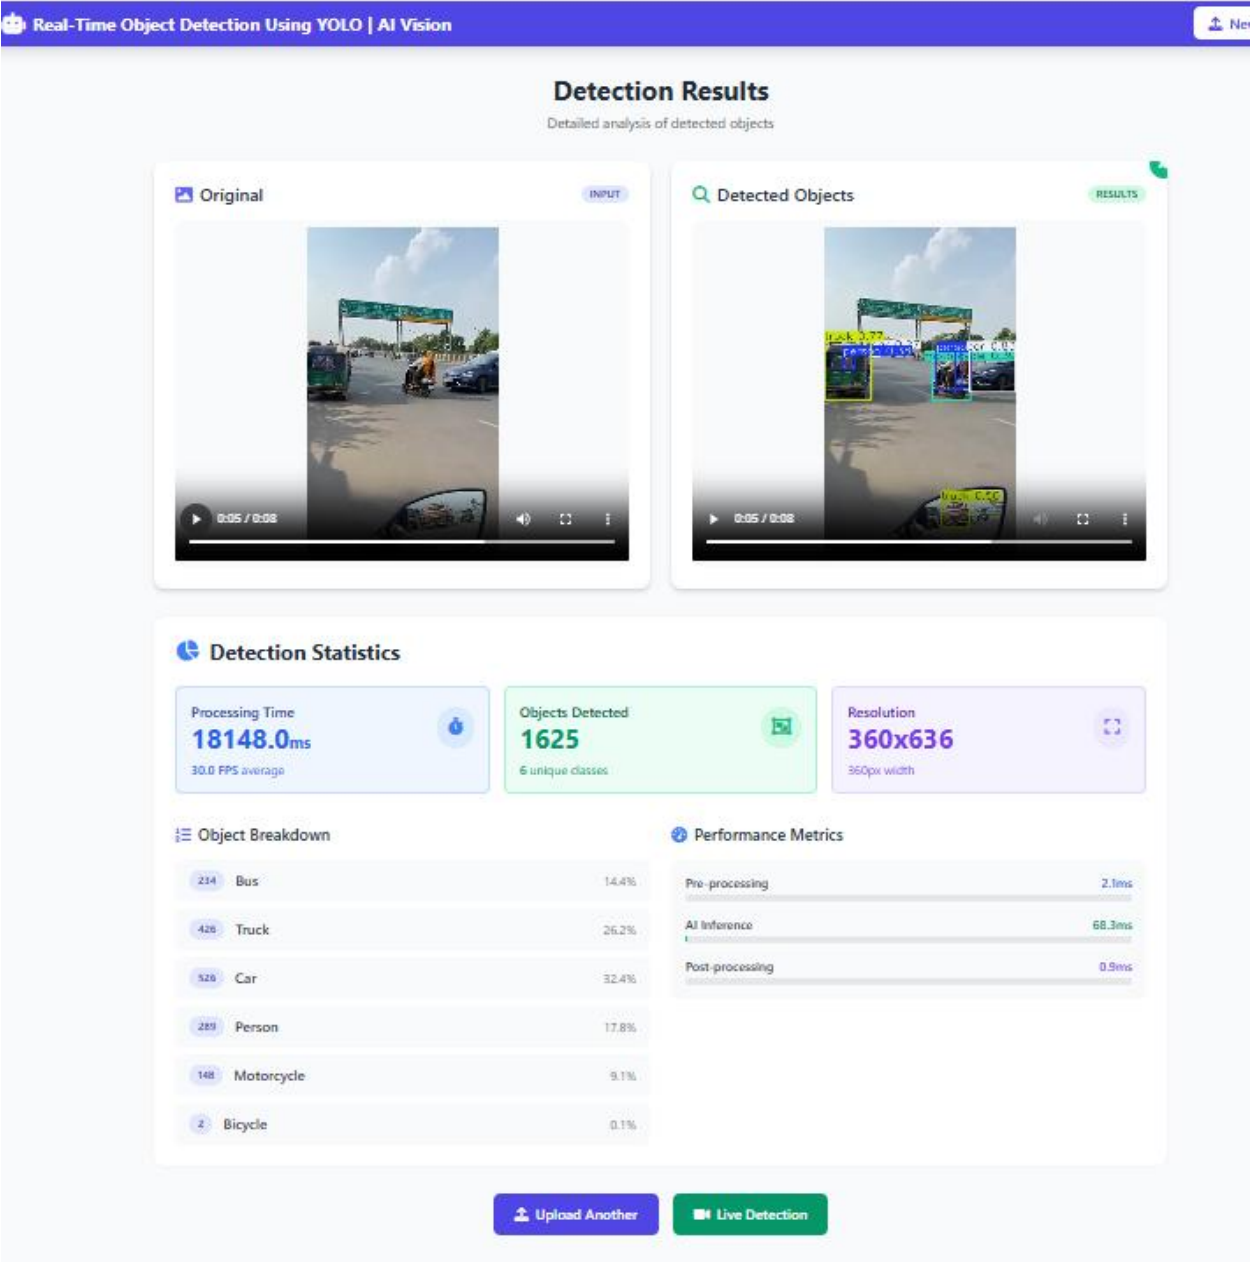 Real-Time Object Detection Using YOLO | AI Vision
Detection Results
Detailed analysis of detected objects
Original
INPUT
Detected Objects
RESULTS
truck 0.77
0:05 / 0:08
0:05 / 0:08
Detection Statistics
Processing Time
18148.0ms
30.0 FPS average
Objects Detected
1625
6 unique classes
Resolution
360x636
360px width
Object Breakdown
234 Bus 14.4%
426 Truck 26.2%
526 Car 32.4%
289 Person 17.8%
148 Motorcycle 9.1%
2 Bicycle 0.1%
Performance Metrics
Pre-processing 2.1ms
AI Inference 68.3ms
Post-processing 0.9ms
Upload Another
Live Detection